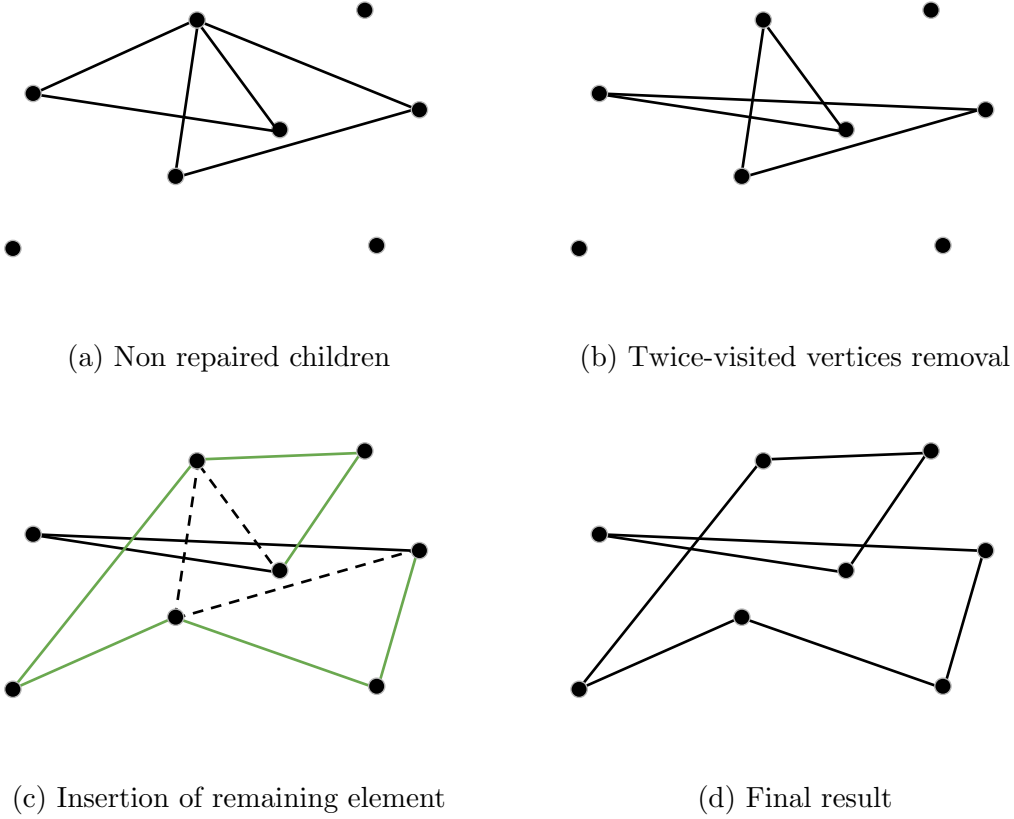 (a) Non repaired children
(b) Twice-visited vertices removal
(c) Insertion of remaining element
(d) Final result